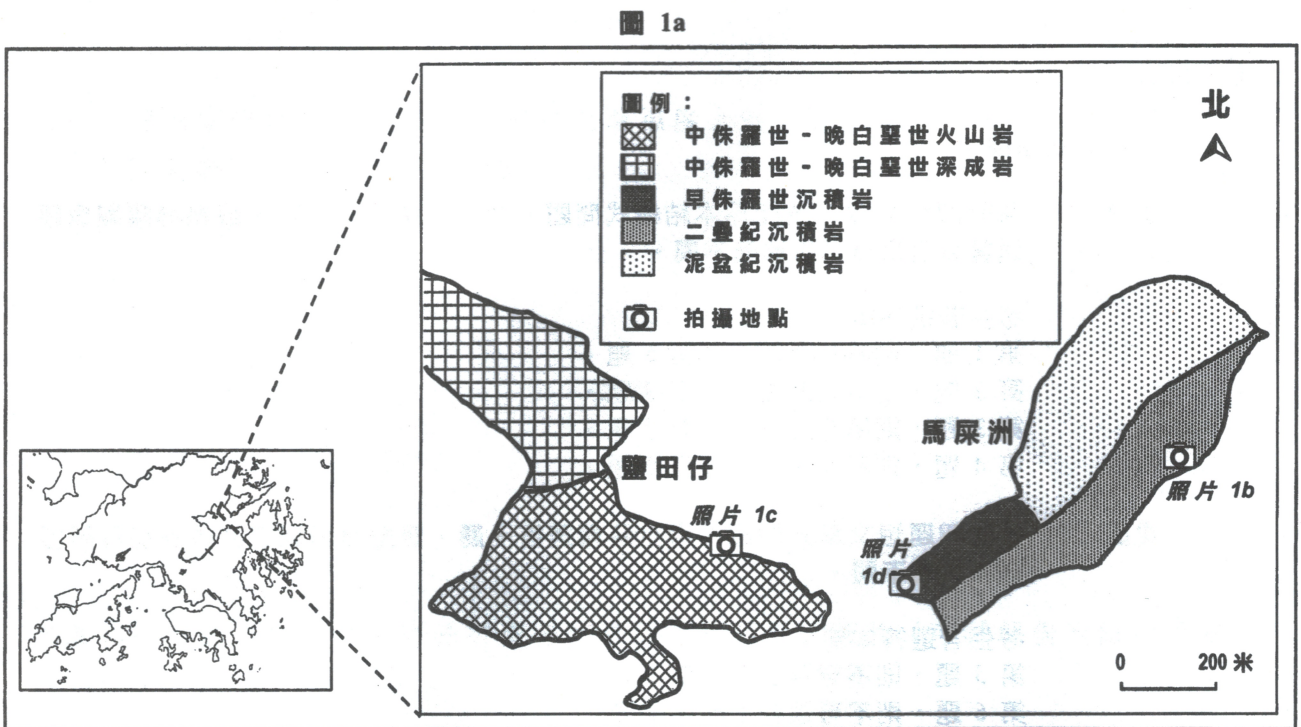 圖 1a
圖例：
中侏羅世 - 晚白堊世火山岩
中侏羅世 - 晚白堊世深成岩
早侏羅世沉積岩
二疊紀沉積岩
泥盆紀沉積岩
拍攝地點
北
馬屎洲
鹽田仔
照片 1b
照片 1c
照片
1d
0 200 米